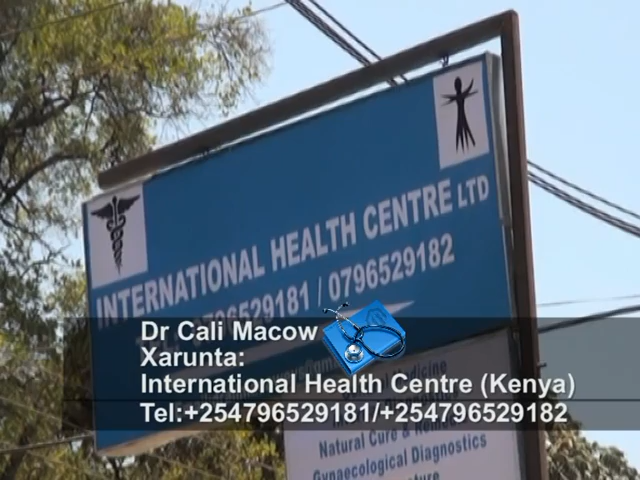 INTERNATIONAL HEALTH CENTRE LTD
0796529181 / 0796529182
Dr Cali Macow
Xarunta:
International Health Centre (Kenya)
Tel:+254796529181/+254796529182
Medicine
Natural Cure &
Gynaecological Diagnostics